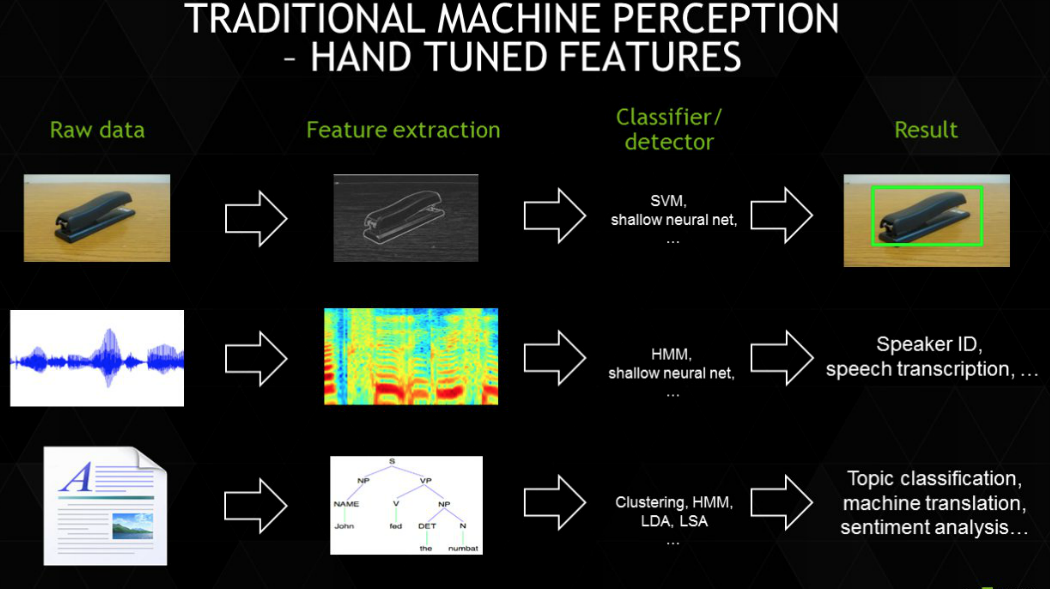 TRADITIONAL MACHINE PERCEPTION
– HAND TUNED FEATURES
Raw data
Feature extraction
Classifier/
detector
Result
SVM,
shallow neural net,
…
HMM,
shallow neural net,
…
Speaker ID,
speech transcription, …
A
S
NP VP
NAME V NP
John fed DET N
the numbat
Clustering, HMM,
LDA, LSA
…
Topic classification,
machine translation,
sentiment analysis…